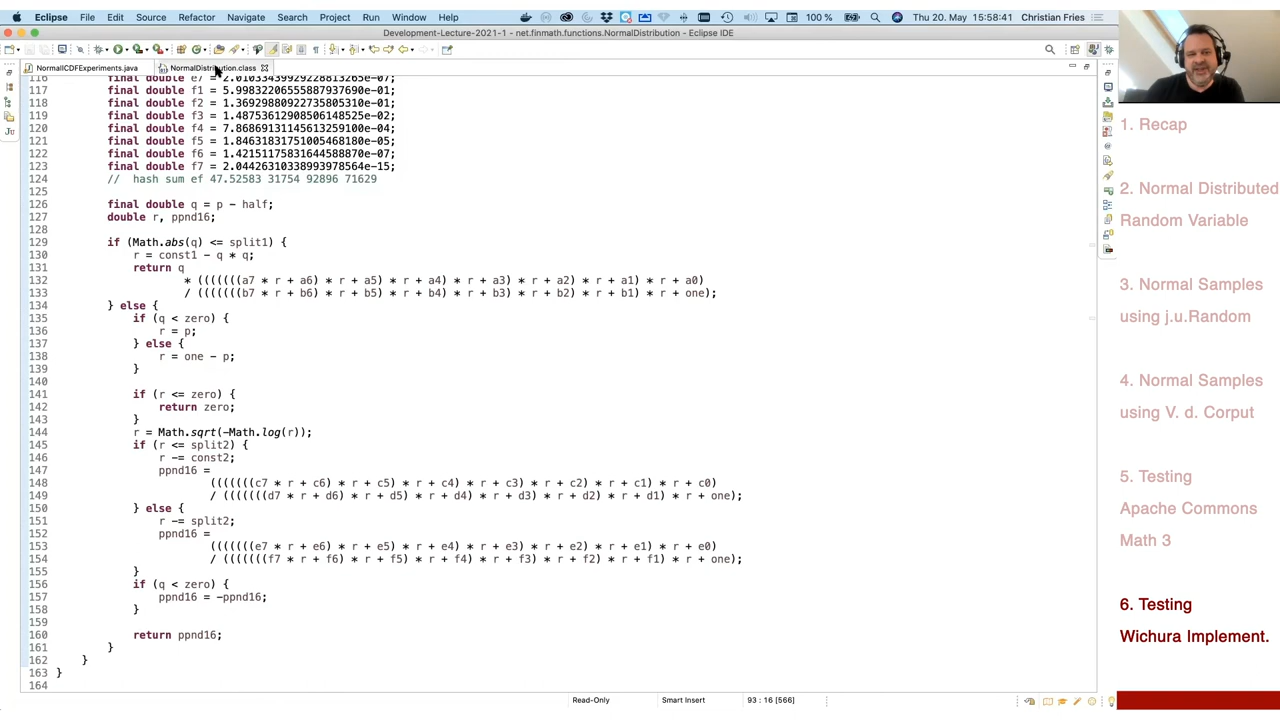 Eclipse File Edit Source Refactor Navigate Search Project Run Window Help 100 % Thu 20. May 15:58:41 Christian Fries
Development-Lecture-2021-1 - net.finmath.functions.NormalDistribution - Eclipse IDE
NormalICDFExperiments.java NormalDistribution.class
116 final double e7 = 2.01033439929228813265e-07;
117 final double f1 = 5.99832206555887937690e-01;
118 final double f2 = 1.36929880922735805310e-01;
119 final double f3 = 1.48753612908506148525e-02;
120 final double f4 = 7.86869131145613259100e-04;
121 final double f5 = 1.84631831751005468180e-05;
122 final double f6 = 1.42151175831644588870e-07;
123 final double f7 = 2.04426310338993978564e-15;
124 // hash sum ef 47.52583 31754 92896 71629
125
126 final double q = p - half;
127 double r, ppnd16;
128
129 if (Math.abs(q) <= split1) {
130 r = const1 - q * q;
131 return q
132 * (((((((a7 * r + a6) * r + a5) * r + a4) * r + a3) * r + a2) * r + a1) * r + a0)
133 / (((((((b7 * r + b6) * r + b5) * r + b4) * r + b3) * r + b2) * r + b1) * r + one);
134 } else {
135 if (q < zero) {
136 r = p;
137 } else {
138 r = one - p;
139 }
140
141 if (r <= zero) {
142 return zero;
143 }
144 r = Math.sqrt(-Math.log(r));
145 if (r <= split2) {
146 r -= const2;
147 ppnd16 =
148 (((((((c7 * r + c6) * r + c5) * r + c4) * r + c3) * r + c2) * r + c1) * r + c0)
149 / (((((((d7 * r + d6) * r + d5) * r + d4) * r + d3) * r + d2) * r + d1) * r + one);
150 } else {
151 r -= split2;
152 ppnd16 =
153 (((((((e7 * r + e6) * r + e5) * r + e4) * r + e3) * r + e2) * r + e1) * r + e0)
154 / (((((((f7 * r + f6) * r + f5) * r + f4) * r + f3) * r + f2) * r + f1) * r + one);
155 }
156 if (q < zero) {
157 ppnd16 = -ppnd16;
158 }
159
160 return ppnd16;
161 }
162 }
163 }
164
Read-Only Smart Insert 93 : 16 [566]
1. Recap
2. Normal Distributed
Random Variable
3. Normal Samples
using j.u.Random
4. Normal Samples
using V. d. Corput
5. Testing
Apache Commons
Math 3
6. Testing
Wichura Implement.